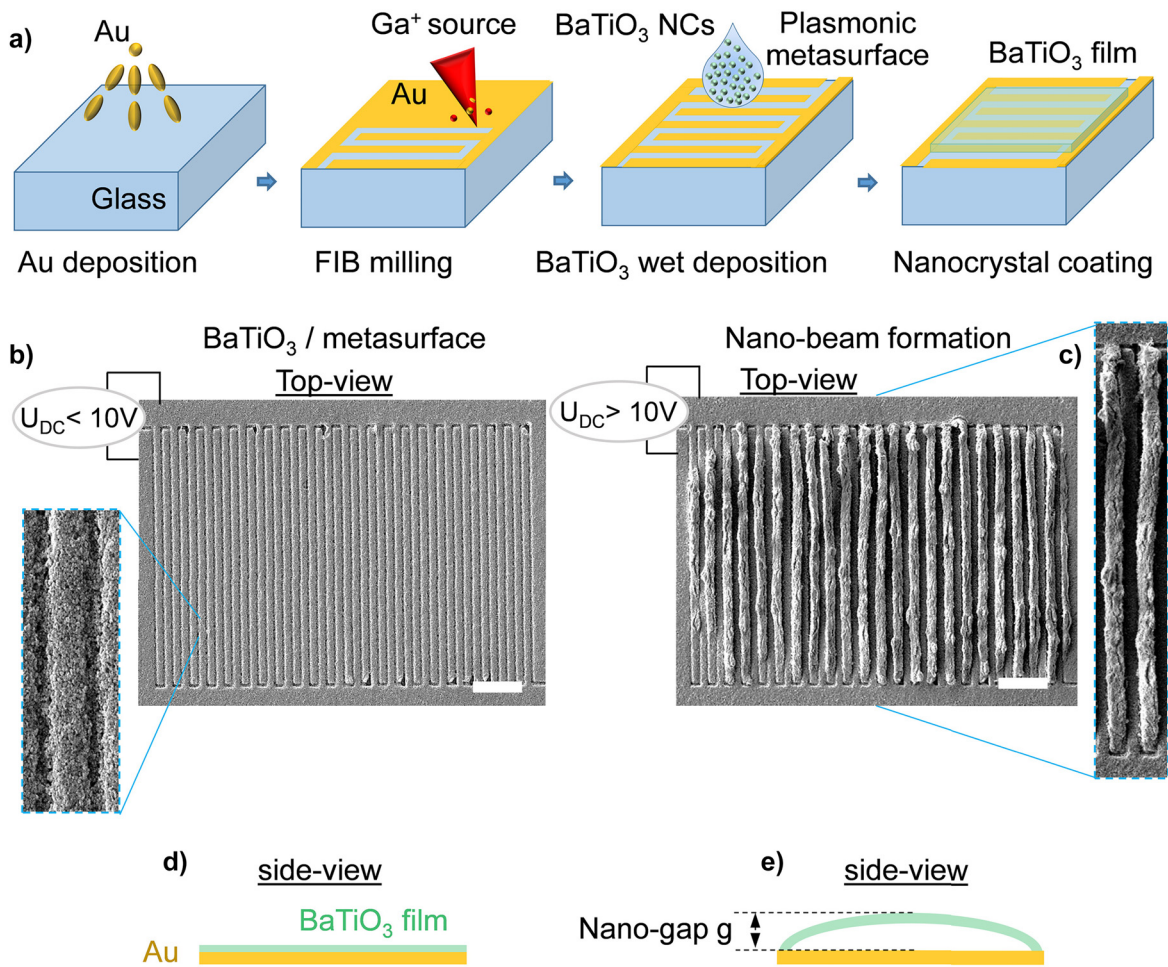 a)
Au
Glass
Au deposition
Ga⁺ source
Au
FIB milling
BaTiO₃ NCs
Plasmonic
metasurface
BaTiO₃ wet deposition
BaTiO₃ film
Nanocrystal coating
b)
BaTiO₃ / metasurface
Top-view
U_DC < 10V
Nano-beam formation
c)
Top-view
U_DC > 10V
d)
side-view
BaTiO₃ film
Au
e)
side-view
Nano-gap g